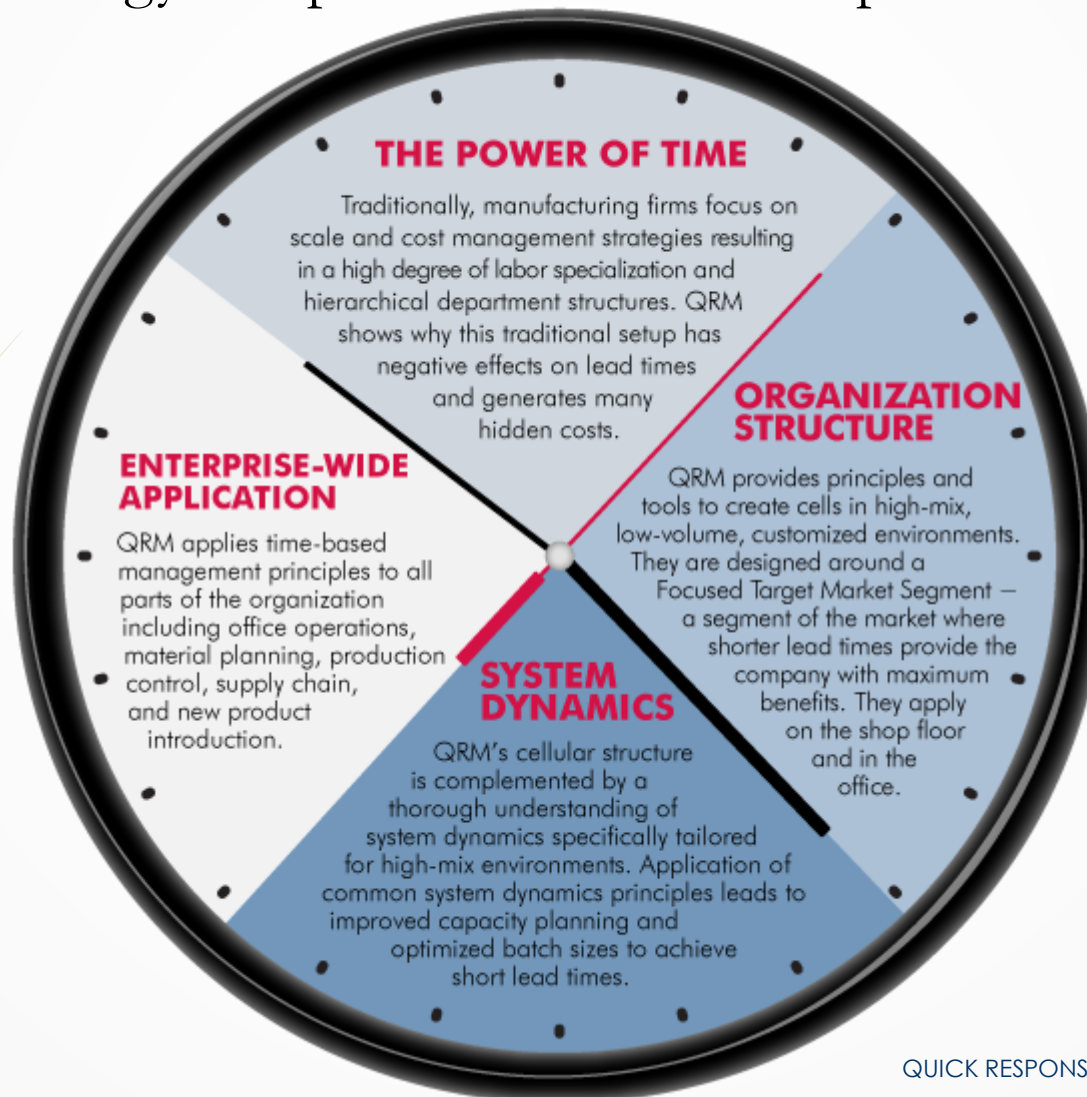 THE POWER OF TIME
Traditionally, manufacturing firms focus on
scale and cost management strategies resulting
in a high degree of labor specialization and
hierarchical department structures. QRM
shows why this traditional setup has
negative effects on lead times
and generates many
hidden costs.
ORGANIZATION
STRUCTURE
QRM provides principles and
tools to create cells in high-mix,
low-volume, customized environments.
They are designed around a
Focused Target Market Segment –
a segment of the market where
shorter lead times provide the
company with maximum
benefits. They apply
on the shop floor
and in the
office.
ENTERPRISE-WIDE
APPLICATION
QRM applies time-based
management principles to all
parts of the organization
including office operations,
material planning, production
control, supply chain,
and new product
introduction.
SYSTEM
DYNAMICS
QRM's cellular structure
is complemented by a
thorough understanding of
system dynamics specifically tailored
for high-mix environments. Application of
common system dynamics principles leads to
improved capacity planning and
optimized batch sizes to achieve
short lead times.
QUICK RESPONS